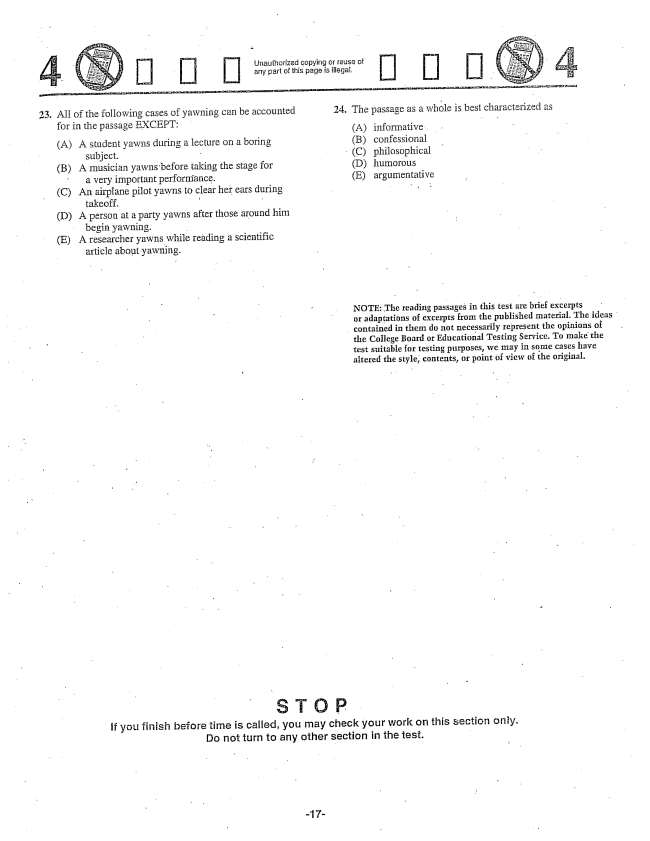 4
Unauthorized copying or reuse of
any part of this page is illegal.
4
23. All of the following cases of yawning can be accounted
for in the passage EXCEPT:
(A) A student yawns during a lecture on a boring
subject.
(B) A musician yawns before taking the stage for
a very important performance.
(C) An airplane pilot yawns to clear her ears during
takeoff.
(D) A person at a party yawns after those around him
begin yawning.
(E) A researcher yawns while reading a scientific
article about yawning.
24. The passage as a whole is best characterized as
(A) informative
(B) confessional
(C) philosophical
(D) humorous
(E) argumentative
NOTE: The reading passages in this test are brief excerpts
or adaptations of excerpts from the published material. The ideas
contained in them do not necessarily represent the opinions of
the College Board or Educational Testing Service. To make the
test suitable for testing purposes, we may in some cases have
altered the style, contents, or point of view of the original.
STOP
If you finish before time is called, you may check your work on this section only.
Do not turn to any other section in the test.
-17-